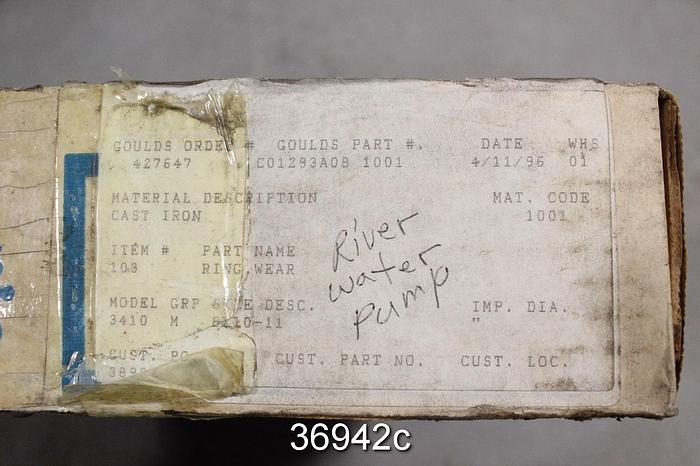 GOULDS ORDER # GOULDS PART #. DATE WHS
427647 C01293A08 1001 4/11/96 01
MATERIAL DESCRIPTION MAT. CODE
CAST IRON 1001
ITEM # PART NAME
103 RING, WEAR
MODEL GRP SIZE DESC. IMP. DIA.
3410 M 8X10-11 "
CUST. PO CUST. PART NO. CUST. LOC.
River
water
pump
36942c